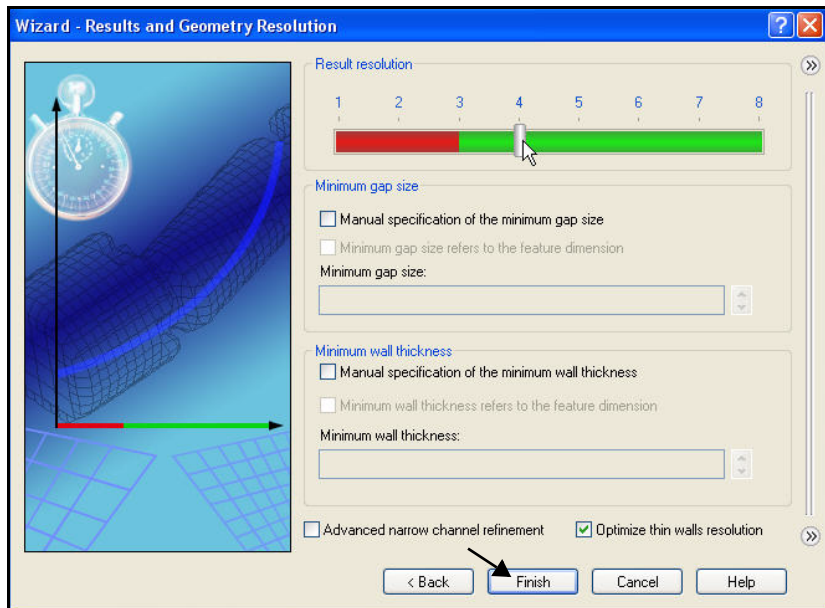 Wizard - Results and Geometry Resolution
Result resolution
1 2 3 4 5 6 7 8
Minimum gap size
Manual specification of the minimum gap size
Minimum gap size refers to the feature dimension
Minimum gap size:
Minimum wall thickness
Manual specification of the minimum wall thickness
Minimum wall thickness refers to the feature dimension
Minimum wall thickness:
Advanced narrow channel refinement Optimize thin walls resolution
< Back Finish Cancel Help